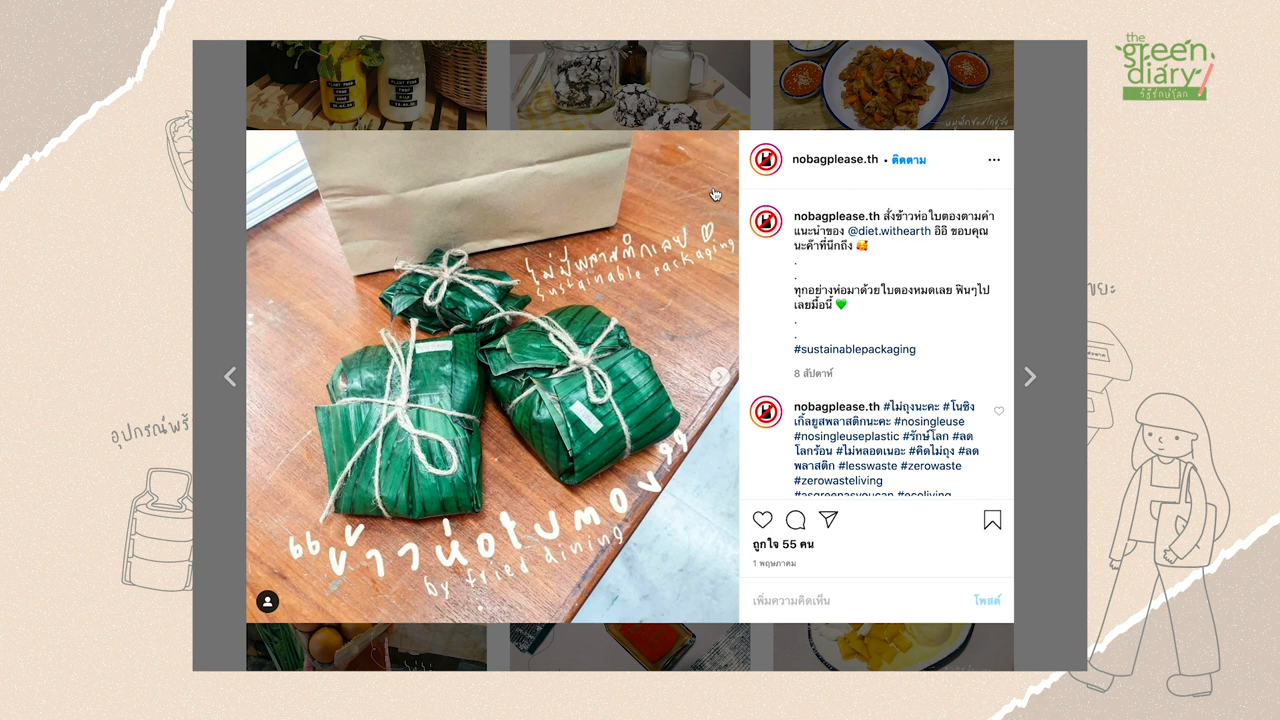 the
green
diary
วิธีรักษ์โลก
nobagplease.th • ติดตาม
nobagplease.th สั่งข้าวห่อใบตองตามคำ
แนะนำของ @diet.withearth อิอิ ขอบคุณ
นะค๊าที่นึกถึง 🥰
.
.
ทุกอย่างห่อมาด้วยใบตองหมดเลย ฟินๆไป
เลยมื้อนี้ 💚
.
.
#sustainablepackaging
8 สัปดาห์
nobagplease.th #ไม่ถุงนะคะ #โนซิง
เกิ้ลยูสพลาสติกนะคะ #nosingleuse
#nosingleuseplastic #รักษ์โลก #ลด
โลกร้อน #ไม่หลอดเนอะ #คิดไม่ถุง #ลด
พลาสติก #lesswaste #zerowaste
#zerowasteliving
#asgreenasyoucan #ecoliving
ถูกใจ 55 คน
1 พฤษภาคม
เพิ่มความคิดเห็น
โพสต์
ไม่มีพลาสติกเลย ♡
sustainable packaging
“ข้าวห่อใบตอง”
by fried dining
อุปกรณ์พร้
ขยะ